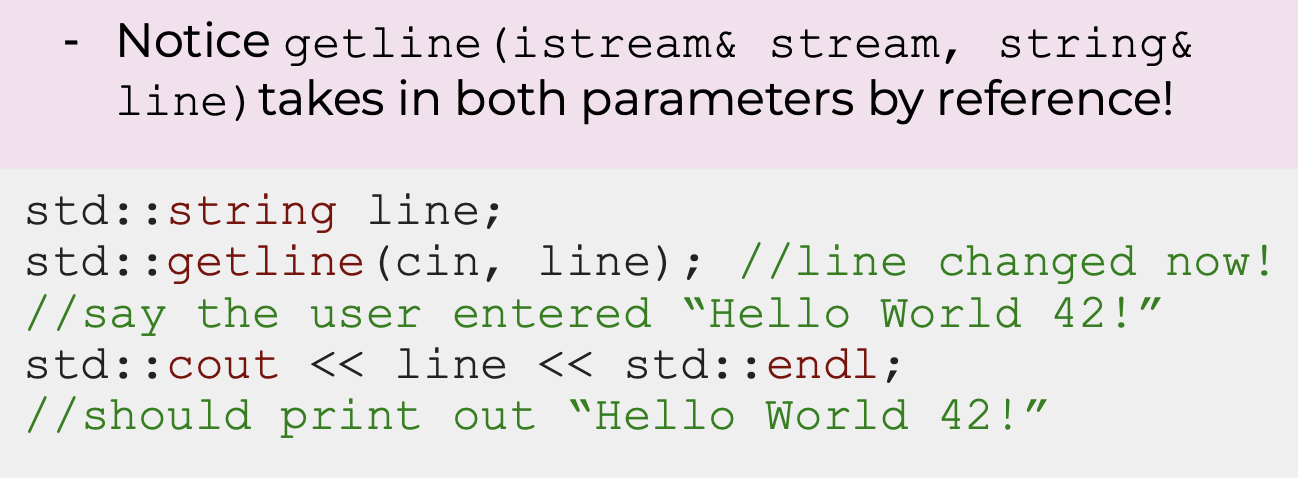 - Notice getline(istream& stream, string&
line) takes in both parameters by reference!
std::string line;
std::getline(cin, line); //line changed now!
//say the user entered “Hello World 42!”
std::cout << line << std::endl;
//should print out “Hello World 42!”